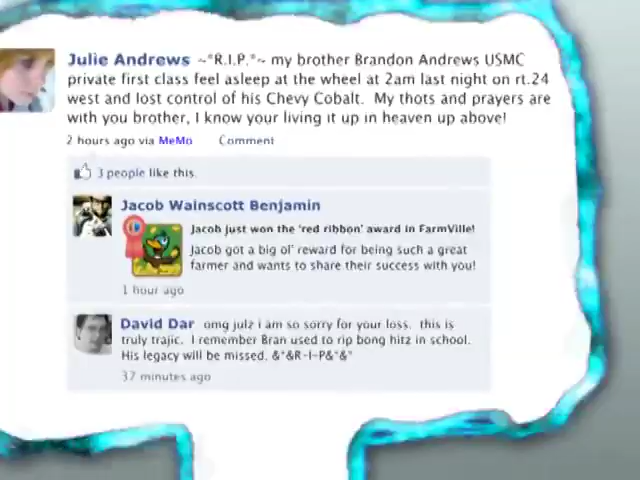 Julie Andrews ~*R.I.P.*~ my brother Brandon Andrews USMC
private first class feel asleep at the wheel at 2am last night on rt.24
west and lost control of his Chevy Cobalt. My thots and prayers are
with you brother, I know your living it up in heaven up above!
2 hours ago via MeMo Comment
3 people like this.
Jacob Wainscott Benjamin
Jacob just won the 'red ribbon' award in FarmVille!
Jacob got a big ol' reward for being such a great
farmer and wants to share their success with you!
1 hour ago
David Dar omg julz i am so sorry for your loss. this is
truly trajic. I remember Bran used to rip bong hitz in school.
His legacy will be missed. &*&R-I-P&*&*
37 minutes ago